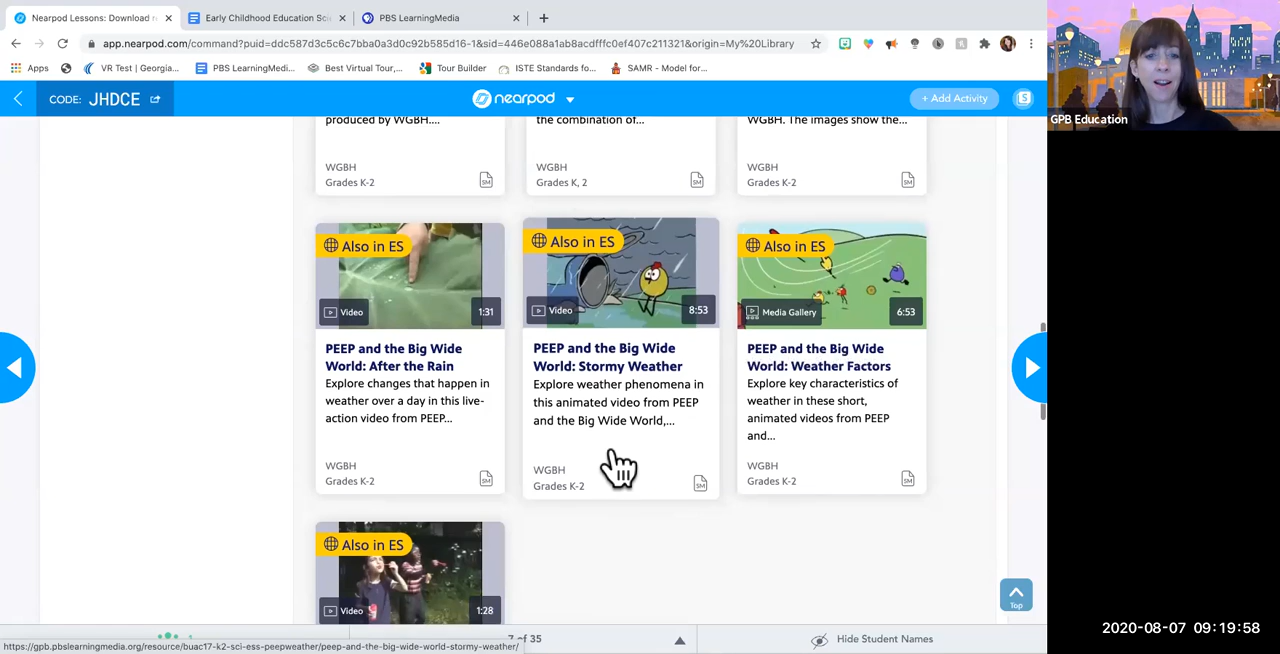 Nearpod Lessons: Download r
Early Childhood Education Sci
PBS LearningMedia
app.nearpod.com/command?puid=ddc587d3c5c6c7bba0a3d0c92b585d16-1&sid=446e088a1ab8acdfffc0ef407c211321&origin=My%20Library
Apps
VR Test | Georgia...
PBS LearningMedi...
Best Virtual Tour,...
Tour Builder
ISTE Standards fo...
SAMR - Model for...
CODE: JHDCE
nearpod
+ Add Activity
S
GPB Education
produced by WGBH....
the combination of...
WGBH. The images show the...
WGBH
Grades K-2
SM
WGBH
Grades K, 2
SM
WGBH
Grades K-2
SM
Also in ES
Video
1:31
PEEP and the Big Wide
World: After the Rain
Explore changes that happen in
weather over a day in this live-
action video from PEEP...
WGBH
Grades K-2
SM
Also in ES
Video
8:53
PEEP and the Big Wide
World: Stormy Weather
Explore weather phenomena in
this animated video from PEEP
and the Big Wide World,...
WGBH
Grades K-2
SM
Also in ES
Media Gallery
6:53
PEEP and the Big Wide
World: Weather Factors
Explore key characteristics of
weather in these short,
animated videos from PEEP
and...
WGBH
Grades K-2
SM
Also in ES
Video
1:28
Top
7 of 35
Hide Student Names
https://gpb.pbslearningmedia.org/resource/buac17-k2-sci-ess-peepweather/peep-and-the-big-wide-world-stormy-weather/
2020-08-07 09:19:58